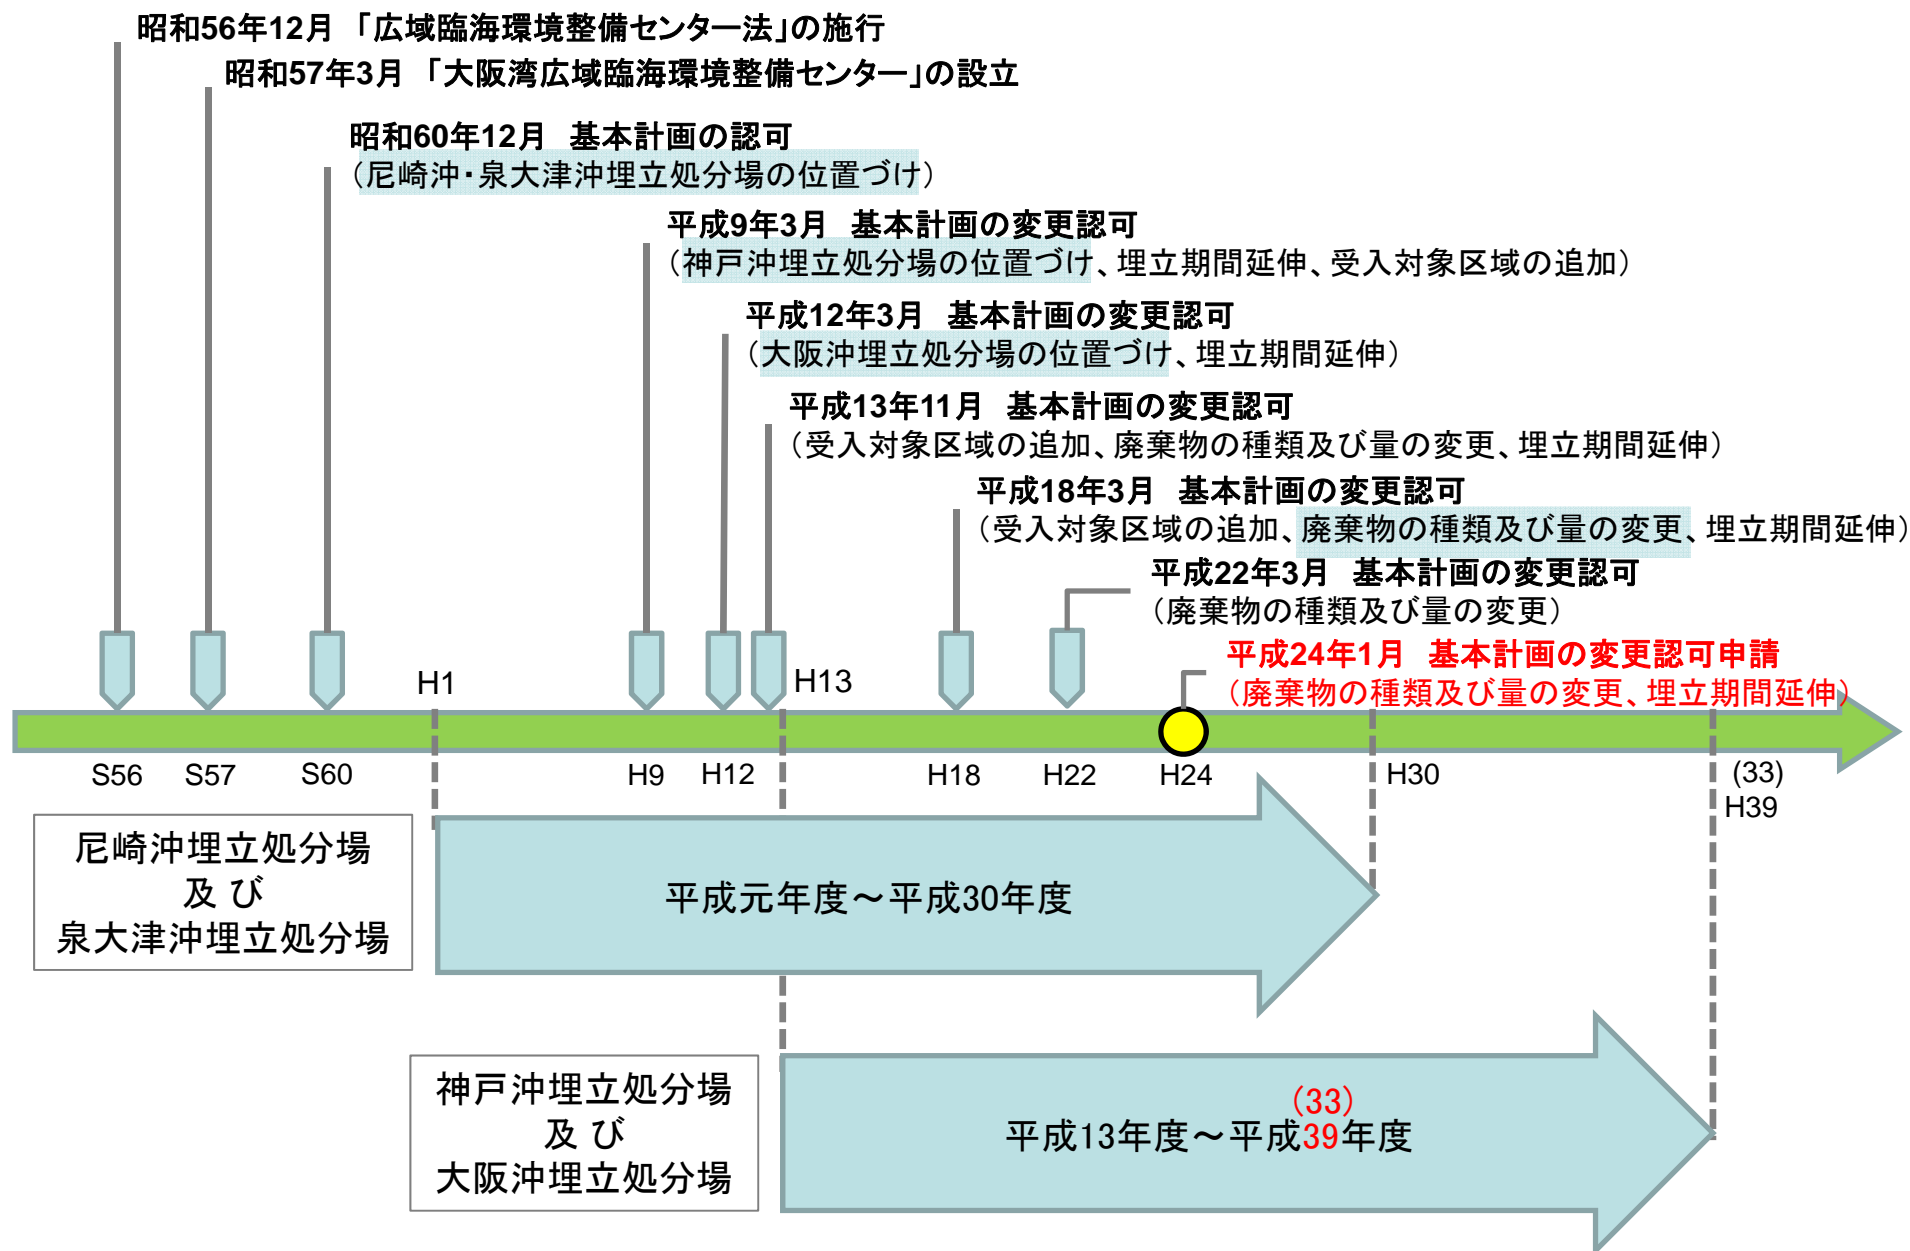 昭和56年12月 「広域臨海環境整備センター法」の施行
昭和57年3月 「大阪湾広域臨海環境整備センター」の設立
昭和60年12月 基本計画の認可
（尼崎沖・泉大津沖埋立処分場の位置づけ）
平成9年3月 基本計画の変更認可
（神戸沖埋立処分場の位置づけ、埋立期間延伸、受入対象区域の追加）
平成12年3月 基本計画の変更認可
（大阪沖埋立処分場の位置づけ、埋立期間延伸）
平成13年11月 基本計画の変更認可
（受入対象区域の追加、廃棄物の種類及び量の変更、埋立期間延伸）
平成18年3月 基本計画の変更認可
（受入対象区域の追加、廃棄物の種類及び量の変更、埋立期間延伸）
平成22年3月 基本計画の変更認可
（廃棄物の種類及び量の変更）
平成24年1月 基本計画の変更認可申請
（廃棄物の種類及び量の変更、埋立期間延伸）
H1
H13
S56
S57
S60
H9
H12
H18
H22
H24
H30
(33)
H39
尼崎沖埋立処分場
及 び
泉大津沖埋立処分場
平成元年度～平成30年度
神戸沖埋立処分場
及 び
大阪沖埋立処分場
(33)
平成13年度～平成39年度